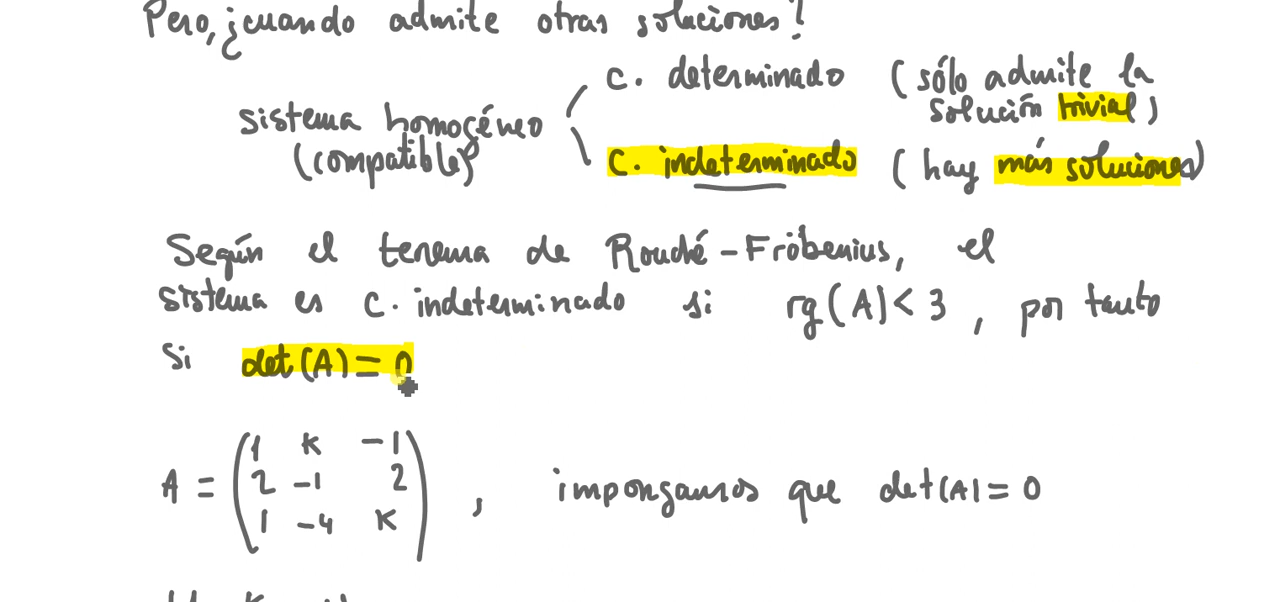 Pero, ¿cuando admite otras soluciones?
c. determinado (sólo admite la
solución trivial)
sistema homogéneo
(compatible)
c. indeterminado (hay más soluciones)
Según el teorema de Rouché-Fröbenius, el
sistema es c. indeterminado si rg(A)<3, por tanto
si det(A)=0
A = (1 K -1
2 -1 2
1 -4 K), impongamos que det(A)=0